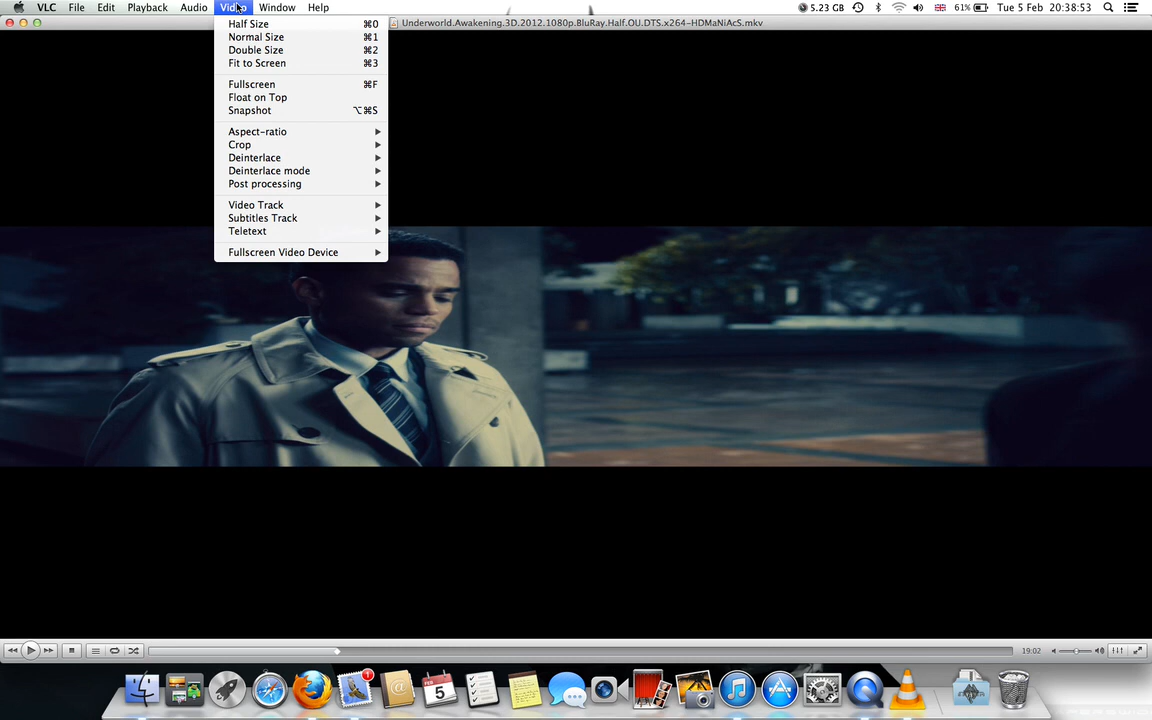 VLC File Edit Playback Audio Video Window Help 5.23 GB 61% Tue 5 Feb 20:38:53
Underworld.Awakening.3D.2012.1080p.BluRay.Half.OU.DTS.x264-HDMaNiAcS.mkv
Half Size ⌘0
Normal Size ⌘1
Double Size ⌘2
Fit to Screen ⌘3
Fullscreen ⌘F
Float on Top
Snapshot ⌥⌘S
Aspect-ratio
Crop
Deinterlace
Deinterlace mode
Post processing
Video Track
Subtitles Track
Teletext
Fullscreen Video Device
19:02
1
FEB
5